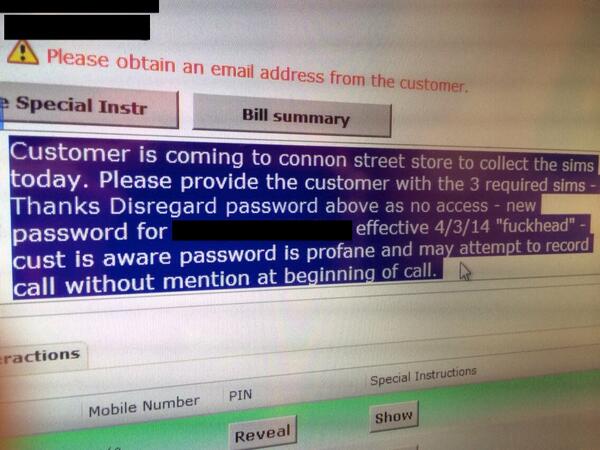 Please obtain an email address from the customer.
e Special Instr
Bill summary
Customer is coming to connon street store to collect the sims
today. Please provide the customer with the 3 required sims -
Thanks Disregard password above as no access - new
password for effective 4/3/14 "fuckhead" -
cust is aware password is profane and may attempt to record
call without mention at beginning of call.
eractions
Mobile Number PIN Special Instructions
Reveal Show